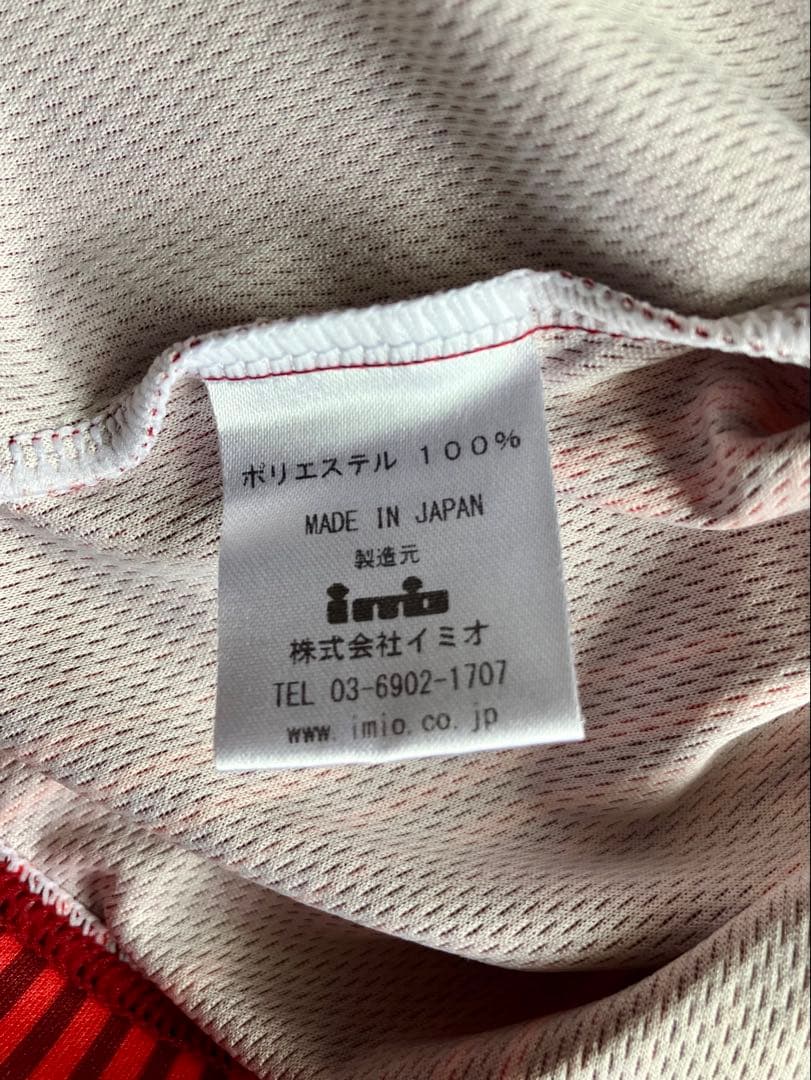 ポリエステル 100%
MADE IN JAPAN
製造元
imio
株式会社イミオ
TEL 03-6902-1707
www.imio.co.jp